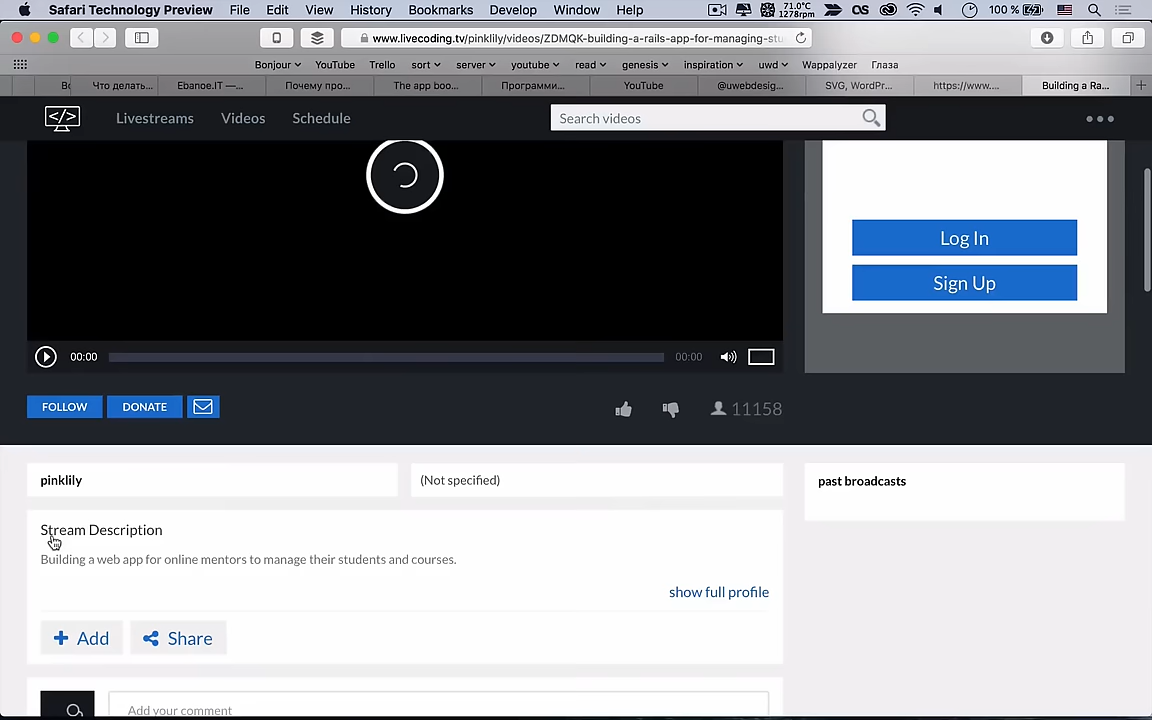 Safari Technology Preview File Edit View History Bookmarks Develop Window Help 71.0°C 1278rpm 100 %
www.livecoding.tv/pinklily/videos/ZDMQK-building-a-rails-app-for-managing-stu
Bonjour YouTube Trello sort server youtube read genesis inspiration uwd Wappalyzer Глаза
Вс Что делать... Ebanoe.IT —... Почему про... The app boo... Программи... YouTube @uwebdesig... SVG, WordPr... https://www.... Building a Ra...
</> Livestreams Videos Schedule Search videos
Log In
Sign Up
00:00 00:00
FOLLOW DONATE 11158
pinklily (Not specified) past broadcasts
Stream Description
Building a web app for online mentors to manage their students and courses.
show full profile
Add Share
Add your comment